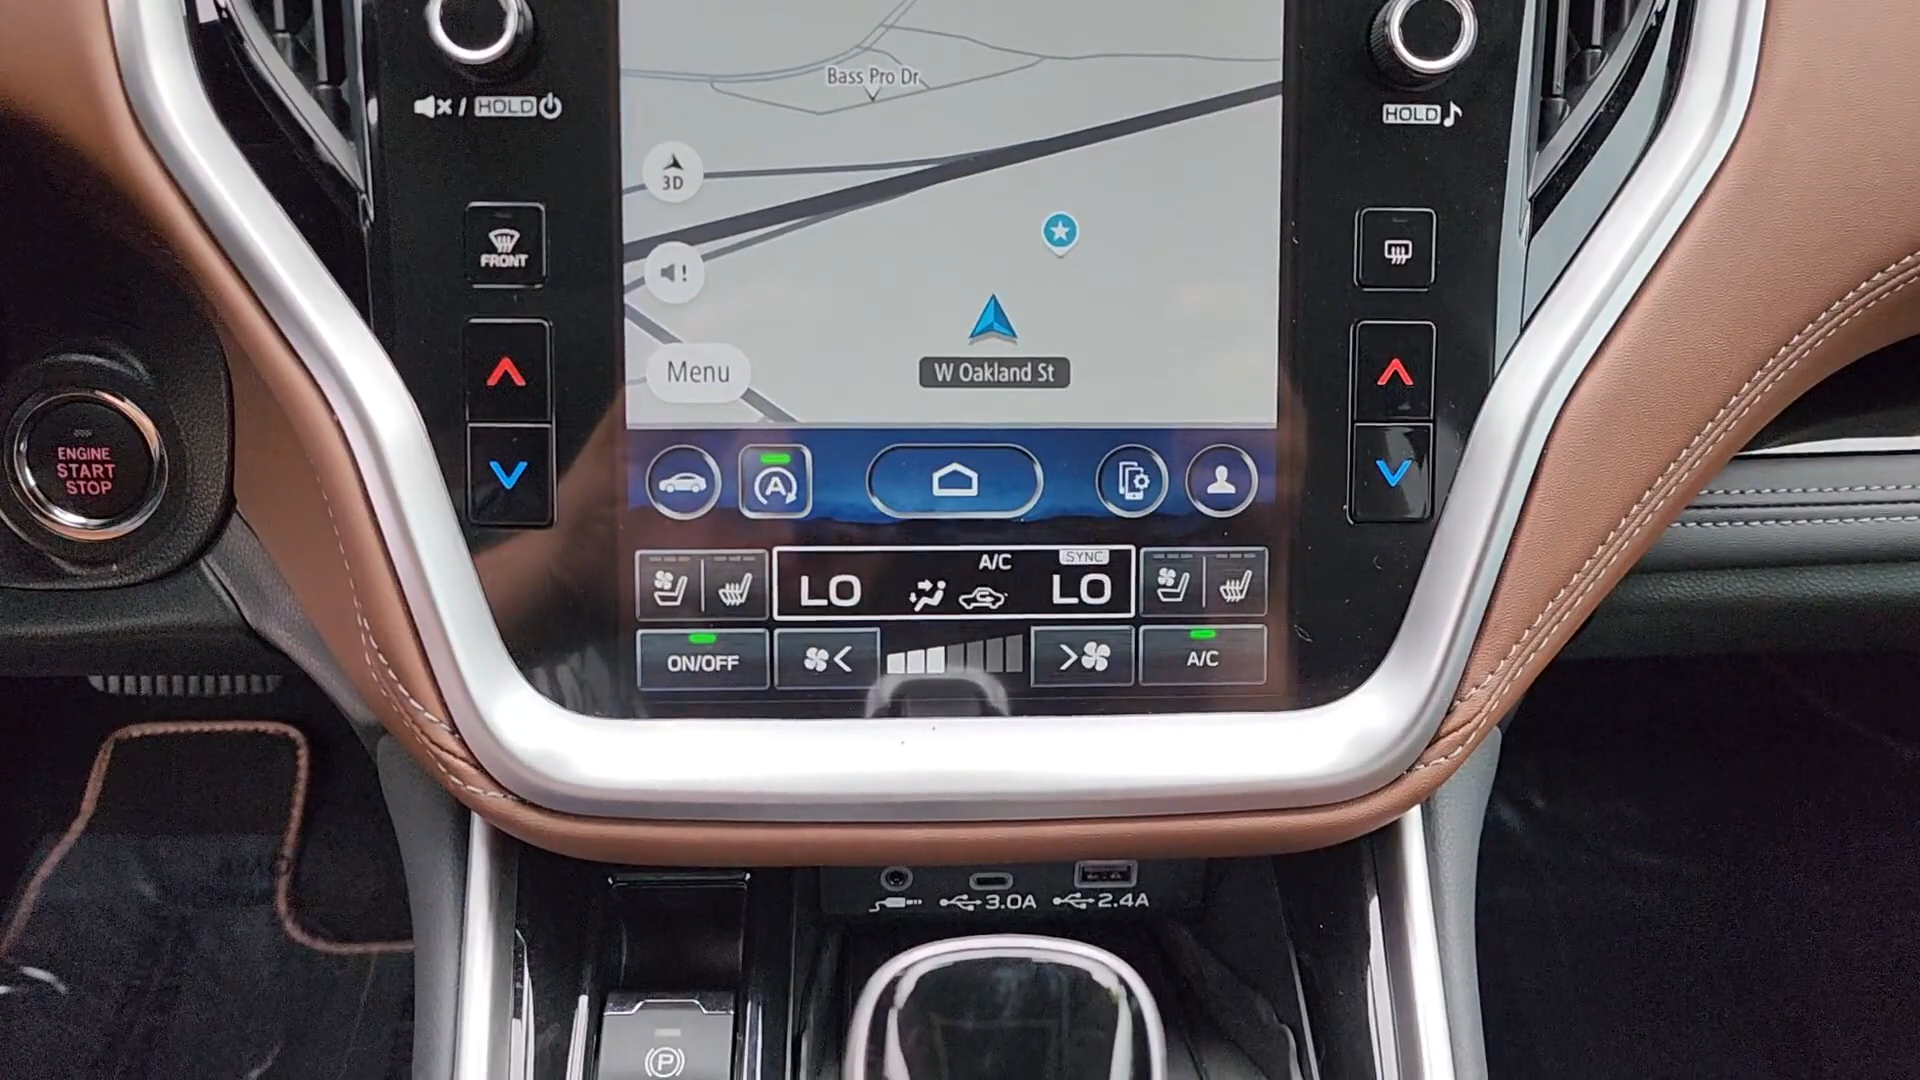 Bass Pro Dr
/ HOLD
HOLD
3D
FRONT
!
Menu
W Oakland St
ENGINE
START
STOP
A
A/C
SYNC
LO
LO
ON/OFF
A/C
3.0A
2.4A
P